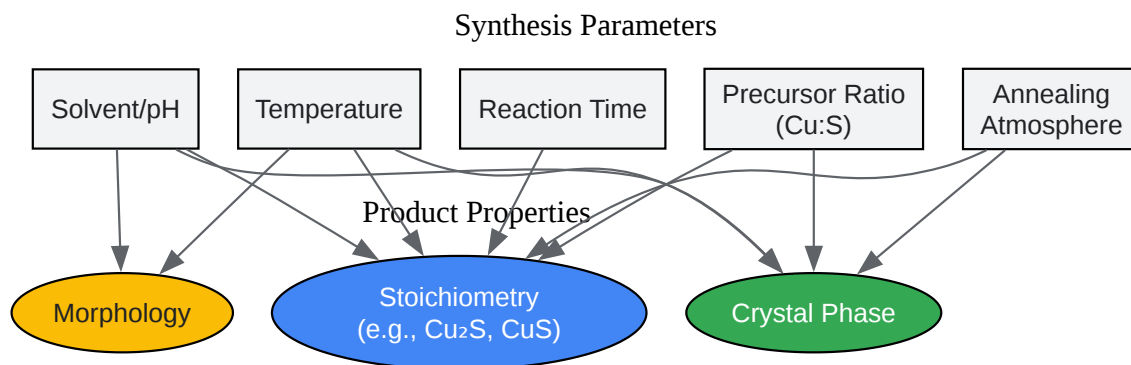 Synthesis Parameters
Solvent/pH
Temperature
Reaction Time
Precursor Ratio
(Cu:S)
Annealing
Atmosphere
Product Properties
Morphology
Stoichiometry
(e.g., Cu₂S, CuS)
Crystal Phase